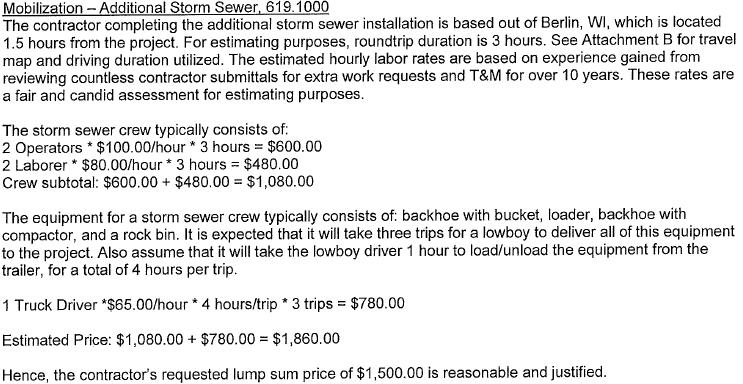 Mobilization – Additional Storm Sewer, 619.1000
The contractor completing the additional storm sewer installation is based out of Berlin, WI, which is located
1.5 hours from the project. For estimating purposes, roundtrip duration is 3 hours. See Attachment B for travel
map and driving duration utilized. The estimated hourly labor rates are based on experience gained from
reviewing countless contractor submittals for extra work requests and T&M for over 10 years. These rates are
a fair and candid assessment for estimating purposes.

The storm sewer crew typically consists of:
2 Operators * $100.00/hour * 3 hours = $600.00
2 Laborer * $80.00/hour * 3 hours = $480.00
Crew subtotal: $600.00 + $480.00 = $1,080.00

The equipment for a storm sewer crew typically consists of: backhoe with bucket, loader, backhoe with
compactor, and a rock bin. It is expected that it will take three trips for a lowboy to deliver all of this equipment
to the project. Also assume that it will take the lowboy driver 1 hour to load/unload the equipment from the
trailer, for a total of 4 hours per trip.

1 Truck Driver *$65.00/hour * 4 hours/trip * 3 trips = $780.00

Estimated Price: $1,080.00 + $780.00 = $1,860.00

Hence, the contractor's requested lump sum price of $1,500.00 is reasonable and justified.